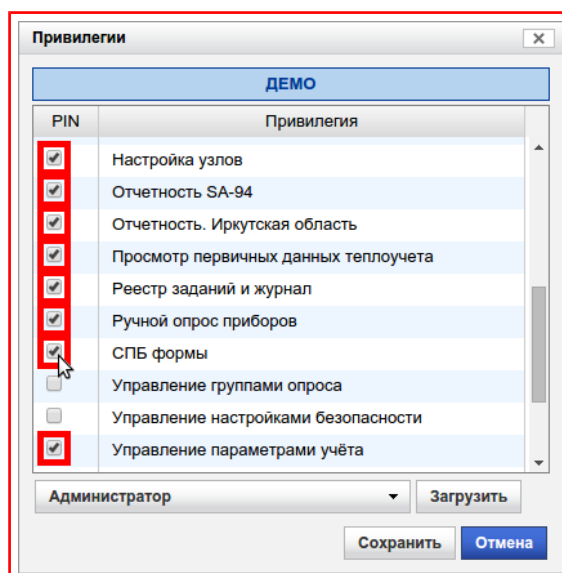 Привилегии
ДЕМО
PIN Привилегия
Настройка узлов
Отчетность SA-94
Отчетность. Иркутская область
Просмотр первичных данных теплоучета
Реестр заданий и журнал
Ручной опрос приборов
СПБ формы
Управление группами опроса
Управление настройками безопасности
Управление параметрами учёта
Администратор Загрузить
Сохранить Отмена